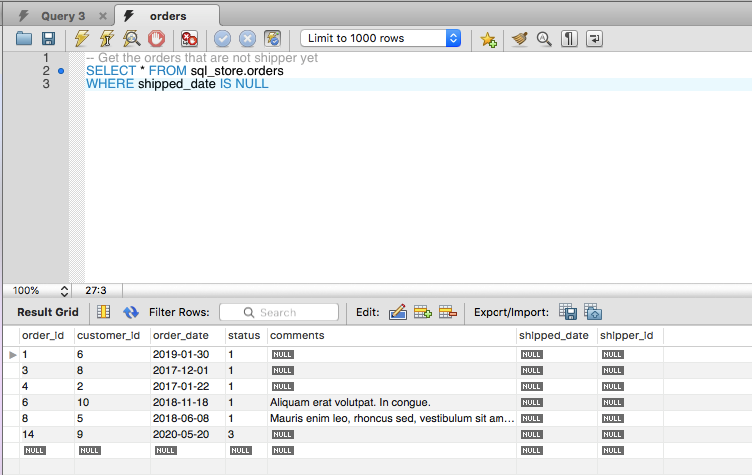 Query 3
orders
Limit to 1000 rows
1 -- Get the orders that are not shipper yet
2 SELECT * FROM sql_store.orders
3 WHERE shipped_date IS NULL
100% 27:3
Result Grid Filter Rows: Search Edit: Export/Import:
order_id customer_id order_date status comments shipped_date shipper_id
1 6 2019-01-30 1 NULL NULL NULL
3 8 2017-12-01 1 NULL NULL NULL
4 2 2017-01-22 1 NULL NULL NULL
6 10 2018-11-18 1 Aliquam erat volutpat. In congue. NULL NULL
8 5 2018-06-08 1 Mauris enim leo, rhoncus sed, vestibulum sit am... NULL NULL
14 9 2020-05-20 3 NULL NULL NULL
NULL NULL NULL NULL NULL NULL NULL